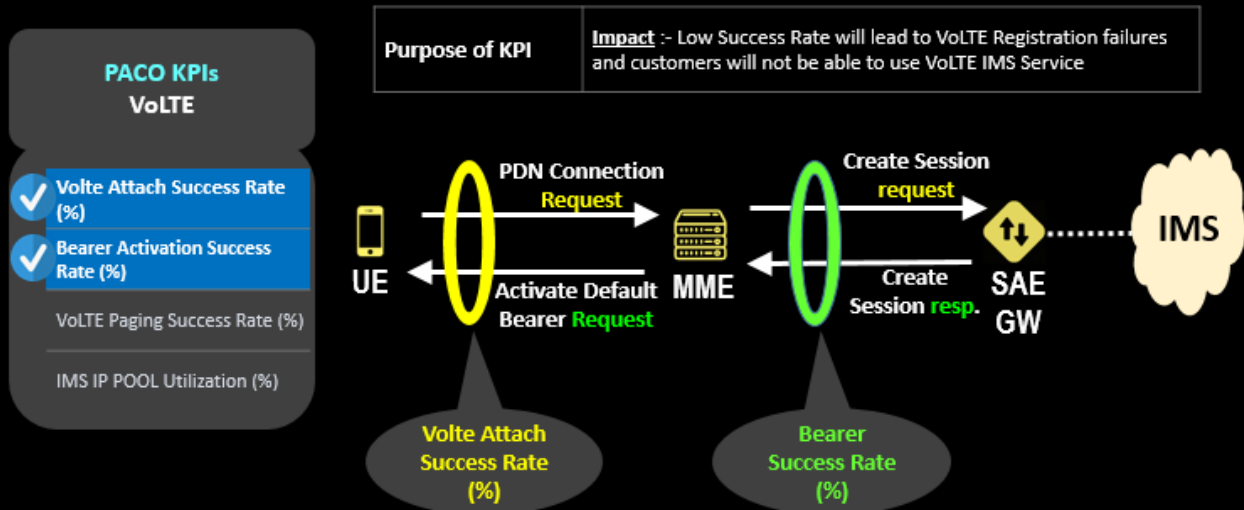 PACO KPIs
VoLTE
Volte Attach Success Rate
(%)
Bearer Activation Success
Rate (%)
VoLTE Paging Success Rate (%)
IMS IP POOL Utilization (%)
Purpose of KPI
Impact :- Low Success Rate will lead to VoLTE Registration failures
and customers will not be able to use VoLTE IMS Service
PDN Connection
Request
Create Session
request
UE
Activate Default
Bearer Request
MME
Create
Session resp.
SAE
GW
IMS
Volte Attach
Success Rate
(%)
Bearer
Success Rate
(%)